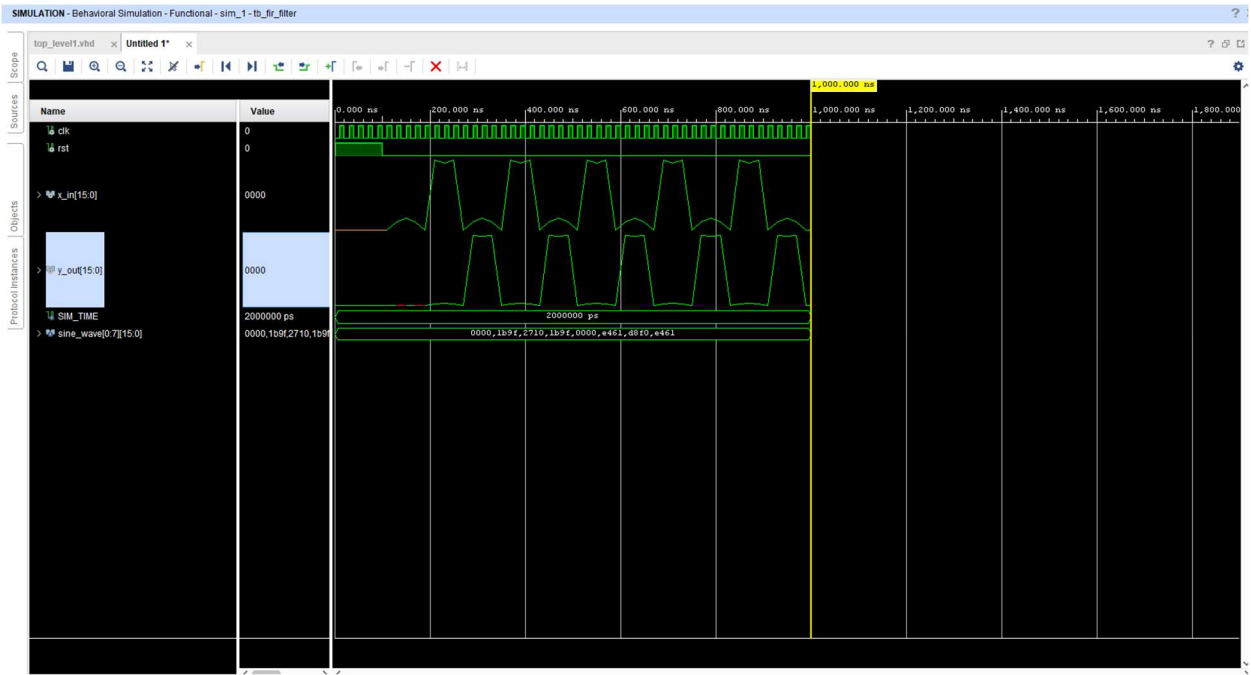 SIMULATION - Behavioral Simulation - Functional - sim_1 - tb_fir_filter
?
top_level1.vhd × Untitled 1* ×
?
Scope
Sources
Objects
Protocol Instances
1,000.000 ns
Name Value
0.000 ns 200.000 ns 400.000 ns 600.000 ns 800.000 ns 1,000.000 ns 1,200.000 ns 1,400.000 ns 1,600.000 ns 1,800.000
clk 0
rst 0
x_in[15:0] 0000
y_out[15:0] 0000
SIM_TIME 2000000 ps 2000000 ps
sine_wave[0:7][15:0] 0000,1b9f,2710,1b9f 0000,1b9f,2710,1b9f,0000,e461,d8f0,e461